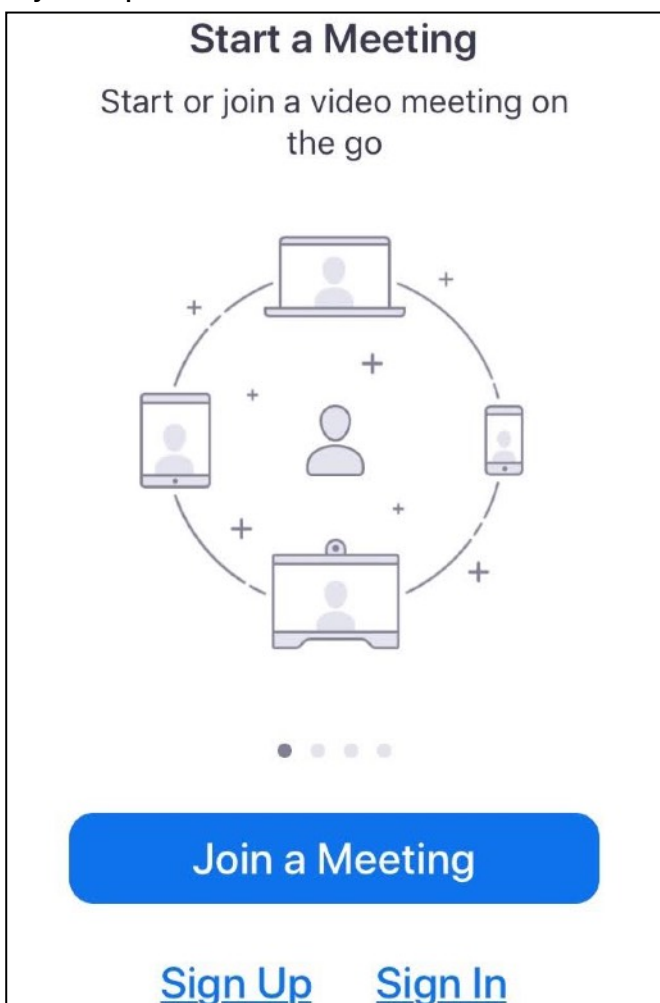 Start a Meeting
Start or join a video meeting on
the go
Join a Meeting
Sign Up Sign In